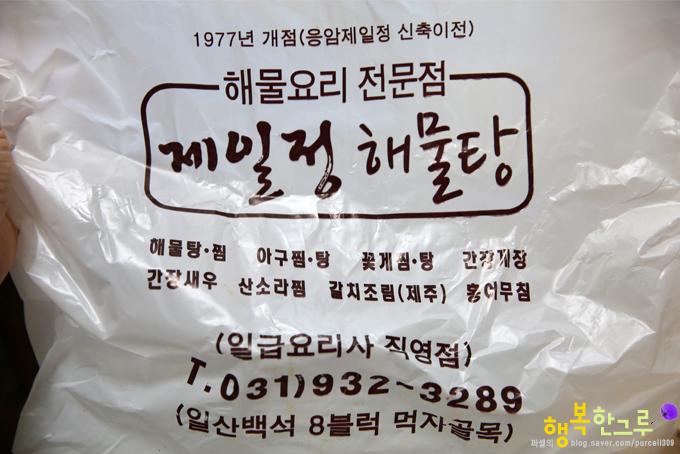 1977년 개점(응암제일정 신축이전)
해물요리 전문점
제일정 해물탕
해물탕·찜 아구찜·탕 꽃게찜·탕 간장게장
간장새우 산소라찜 갈치조림(제주) 홍어무침
(일급요리사 직영점)
T.031)932-3289
(일산백석 8블럭 먹자골목)
행복한그루
퍼셀의 blog.naver.com/purcell309